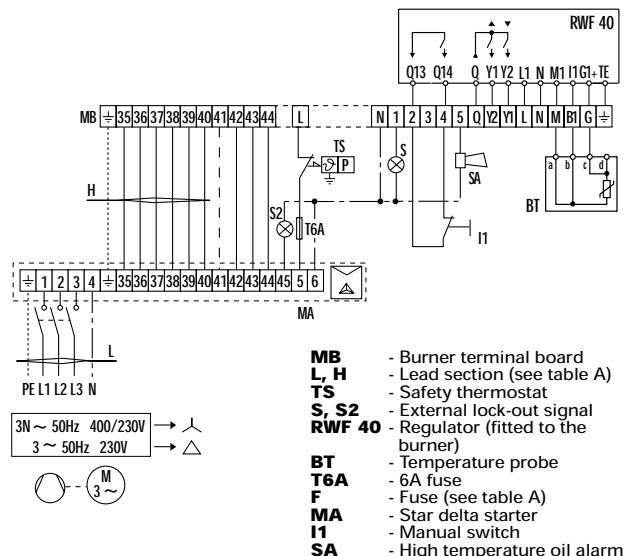 RWF 40
Q13 Q14 Q Y1 Y2 L1 N M1 I1 G1+ TE
MB 35 36 37 38 39 40 41 42 43 44 L N 1 2 3 4 5 Q Y2 Y1 L N M B1 G
TS
P
S
SA
a b c d
BT
H
S2
T6A
I1
1 2 3 4 35 36 37 38 39 40 41 42 43 44 45 5 6
MA
L
PE L1 L2 L3 N
3N ~ 50Hz 400/230V
3 ~ 50Hz 230V
M
3 ~
MB - Burner terminal board
L, H - Lead section (see table A)
TS - Safety thermostat
S, S2 - External lock-out signal
RWF 40 - Regulator (fitted to the
burner)
BT - Temperature probe
T6A - 6A fuse
F - Fuse (see table A)
MA - Star delta starter
I1 - Manual switch
SA - High temperature oil alarm